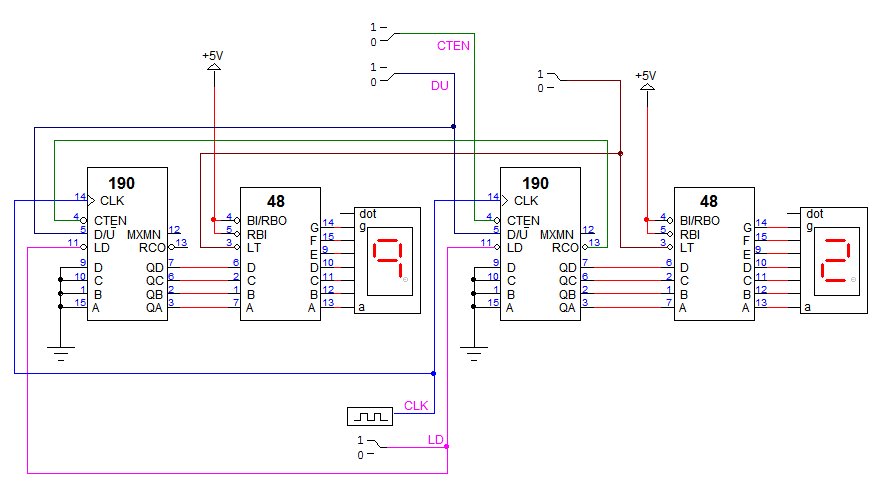 1
0
CTEN
1
0
DU
+5V
1
0
+5V
190
14 CLK
4 CTEN
5 D/U MXMN 12
11 LD RCO 13
9 D QD 7
10 C QC 6
1 B QB 2
15 A QA 3
48
4 BI/RBO
5 RBI
3 LT
6 D
2 C
1 B
7 A
G 14
F 15
E 9
D 10
C 11
B 12
A 13
dot
g
a
9
190
14 CLK
4 CTEN
5 D/U MXMN 12
11 LD RCO 13
9 D QD 7
10 C QC 6
1 B QB 2
15 A QA 3
48
4 BI/RBO
5 RBI
3 LT
6 D
2 C
1 B
7 A
G 14
F 15
E 9
D 10
C 11
B 12
A 13
dot
g
a
2
CLK
1
0
LD